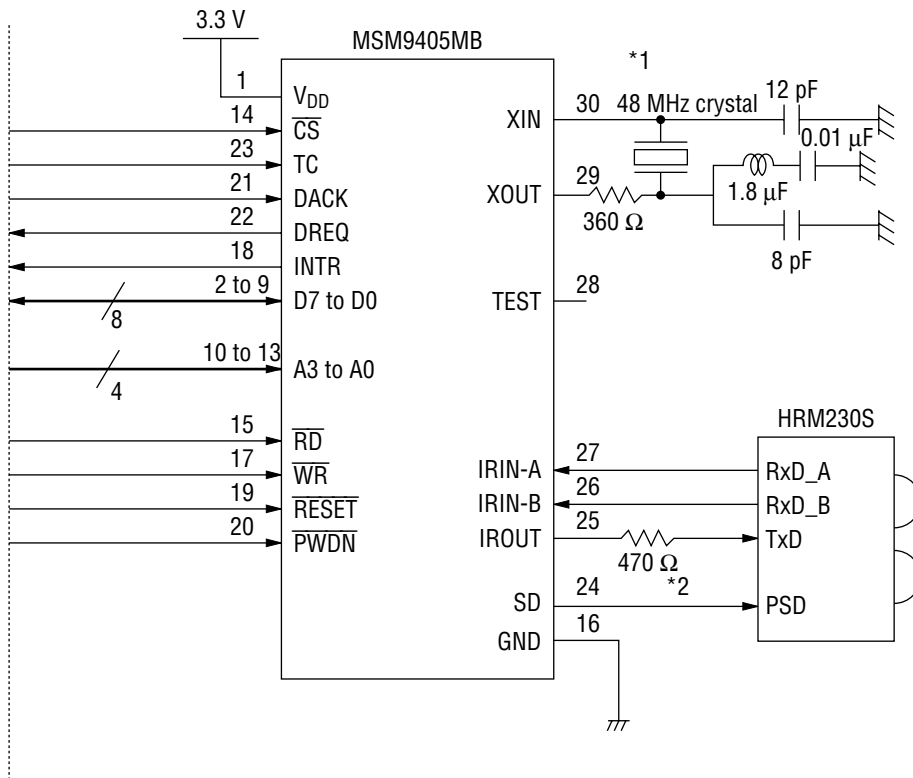 3.3 V
MSM9405MB
*1
1
VDD
14
CS
23
TC
21
DACK
22
DREQ
18
INTR
2 to 9
D7 to D0
8
10 to 13
A3 to A0
4
15
RD
17
WR
19
RESET
20
PWDN
XIN
30
48 MHz crystal
12 pF
0.01 µF
XOUT
29
360 Ω
1.8 µF
8 pF
TEST
28
HRM230S
IRIN-A
27
RxD_A
IRIN-B
26
RxD_B
IROUT
25
470 Ω
TxD
*2
SD
24
PSD
GND
16